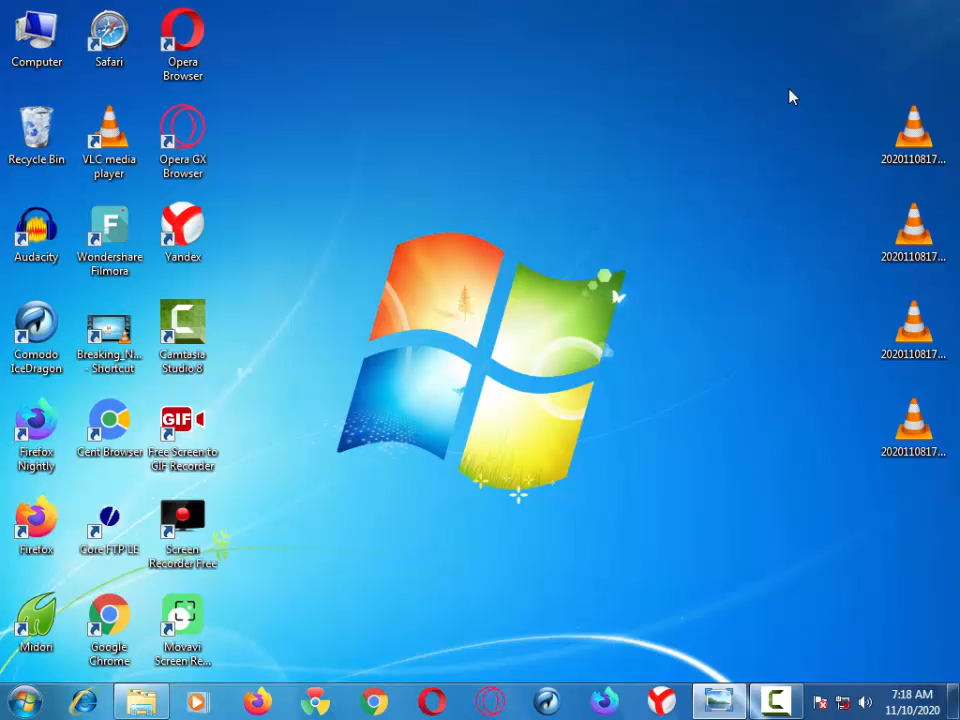 Computer
Safari
Opera
Browser
Recycle Bin
VLC media
player
Opera GX
Browser
Audacity
F
Wondershare
Filmora
Yandex
Comodo
IceDragon
Breaking_N...
- Shortcut
Camtasia
Studio 8
Firefox
Nightly
Cent Browser
GIF
Free Screen to
GIF Recorder
Firefox
Core FTP LE
Screen
Recorder Free
Midori
Google
Chrome
Movavi
Screen Re...
2020110817...
2020110817...
2020110817...
2020110817...
7:18 AM
11/10/2020